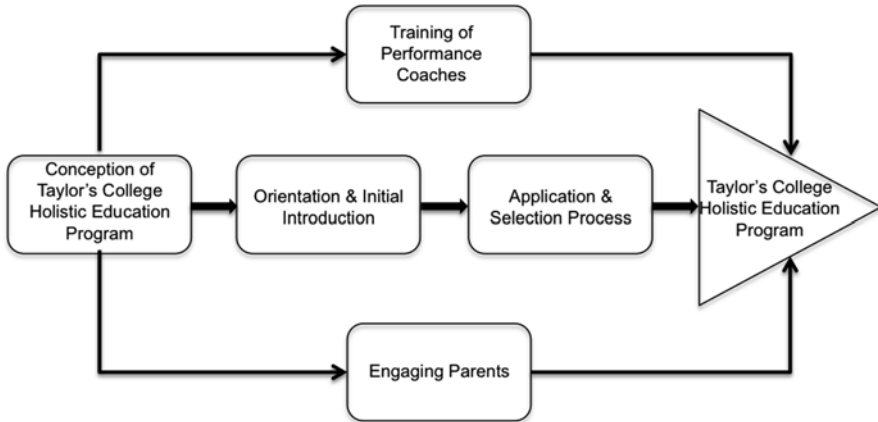 Training of
Performance
Coaches
Conception of
Taylor's College
Holistic Education
Program
Orientation & Initial
Introduction
Application &
Selection Process
Taylor's College
Holistic Education
Program
Engaging Parents